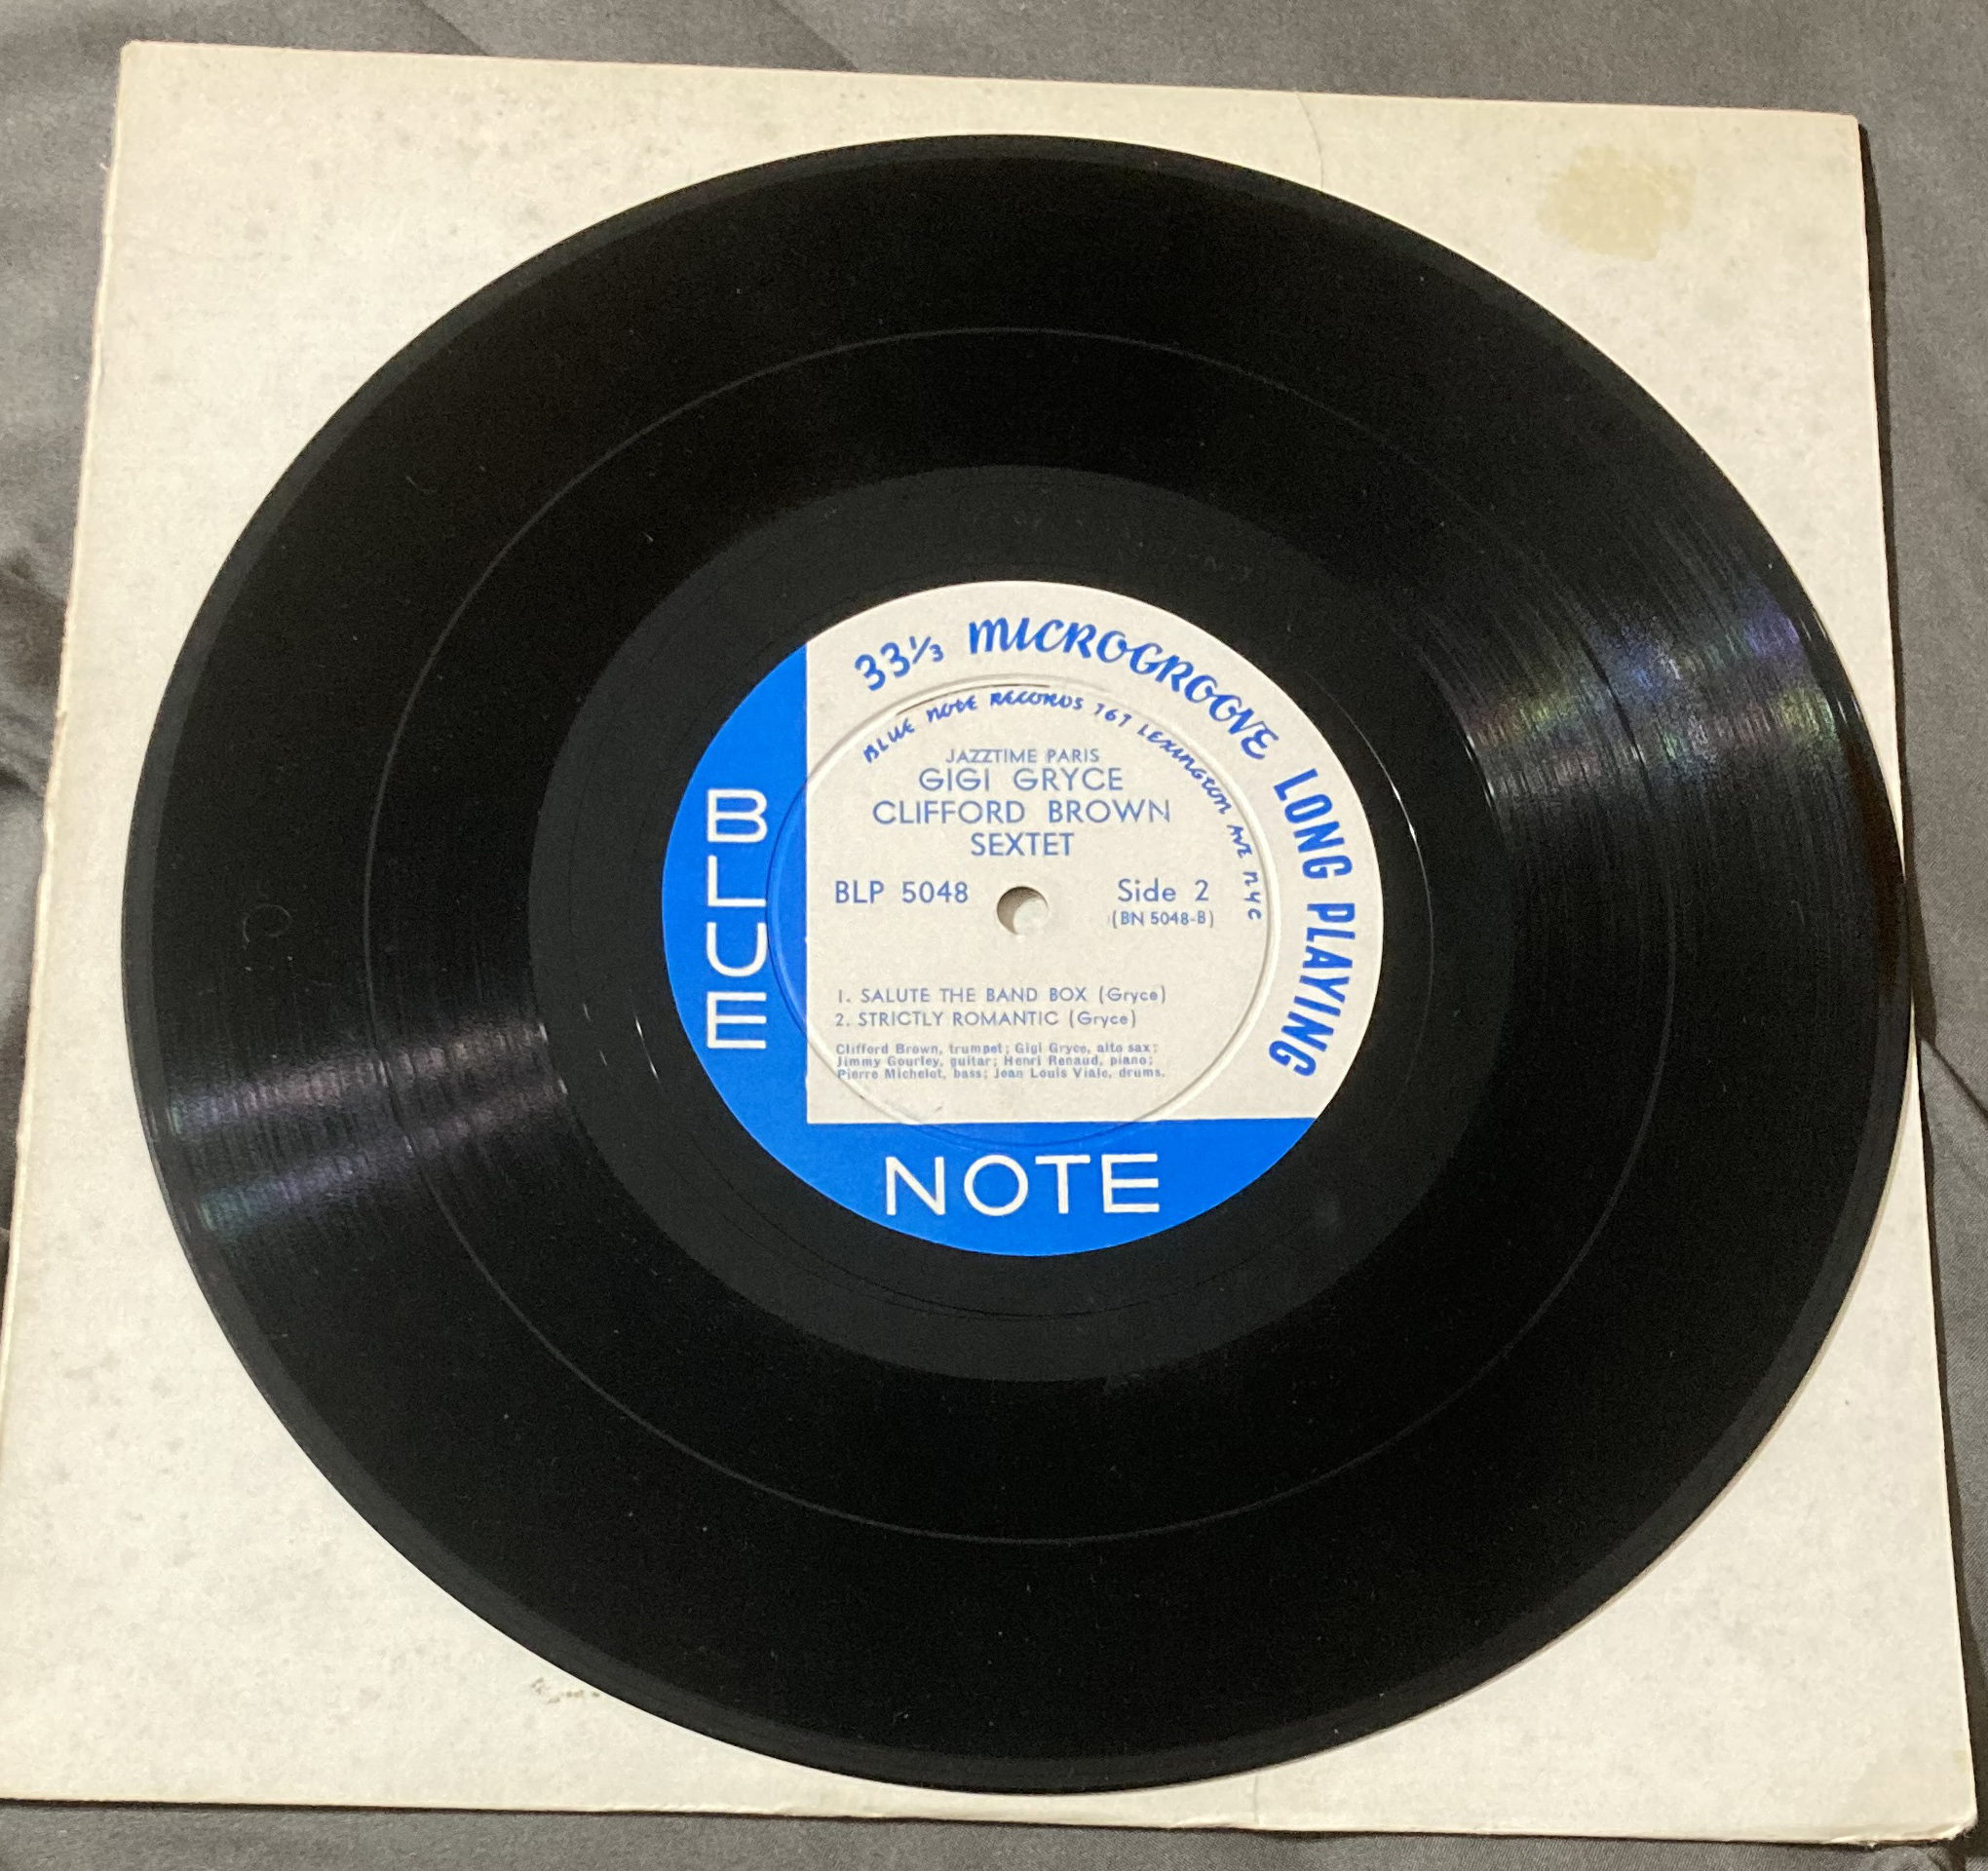 33⅓ MICROGROOVE LONG PLAYING
BLUE NOTE RECORDS 767 LEXINGTON AVE NYC
JAZZTIME PARIS
GIGI GRYCE
CLIFFORD BROWN
SEXTET
BLP 5048 Side 2
(BN 5048-B)
1. SALUTE THE BAND BOX (Gryce)
2. STRICTLY ROMANTIC (Gryce)
Clifford Brown, trumpet; Gigi Gryce, alto sax;
Jimmy Gourley, guitar; Henri Renaud, piano;
Pierre Michelot, bass; Jean Louis Viale, drums.
BLUE
NOTE